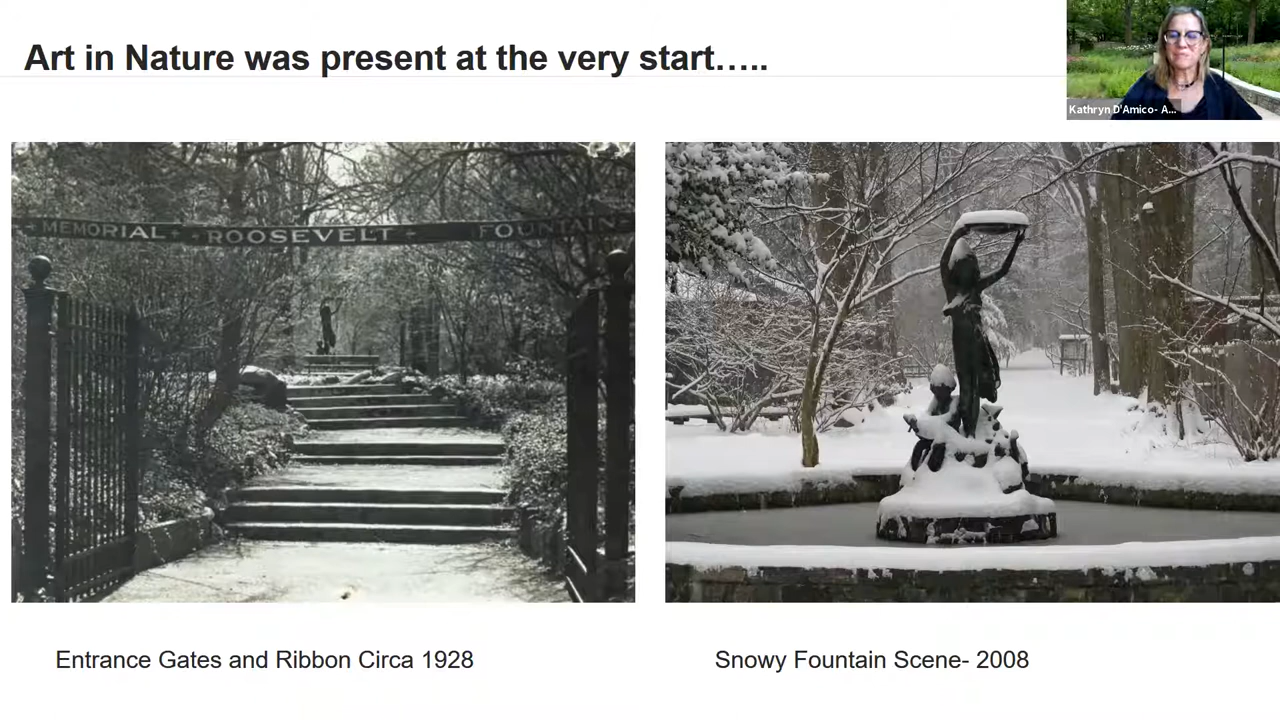 Art in Nature was present at the very start.....
Kathryn D'Amico- A...
MEMORIAL ROOSEVELT FOUNTAIN
Entrance Gates and Ribbon Circa 1928
Snowy Fountain Scene- 2008